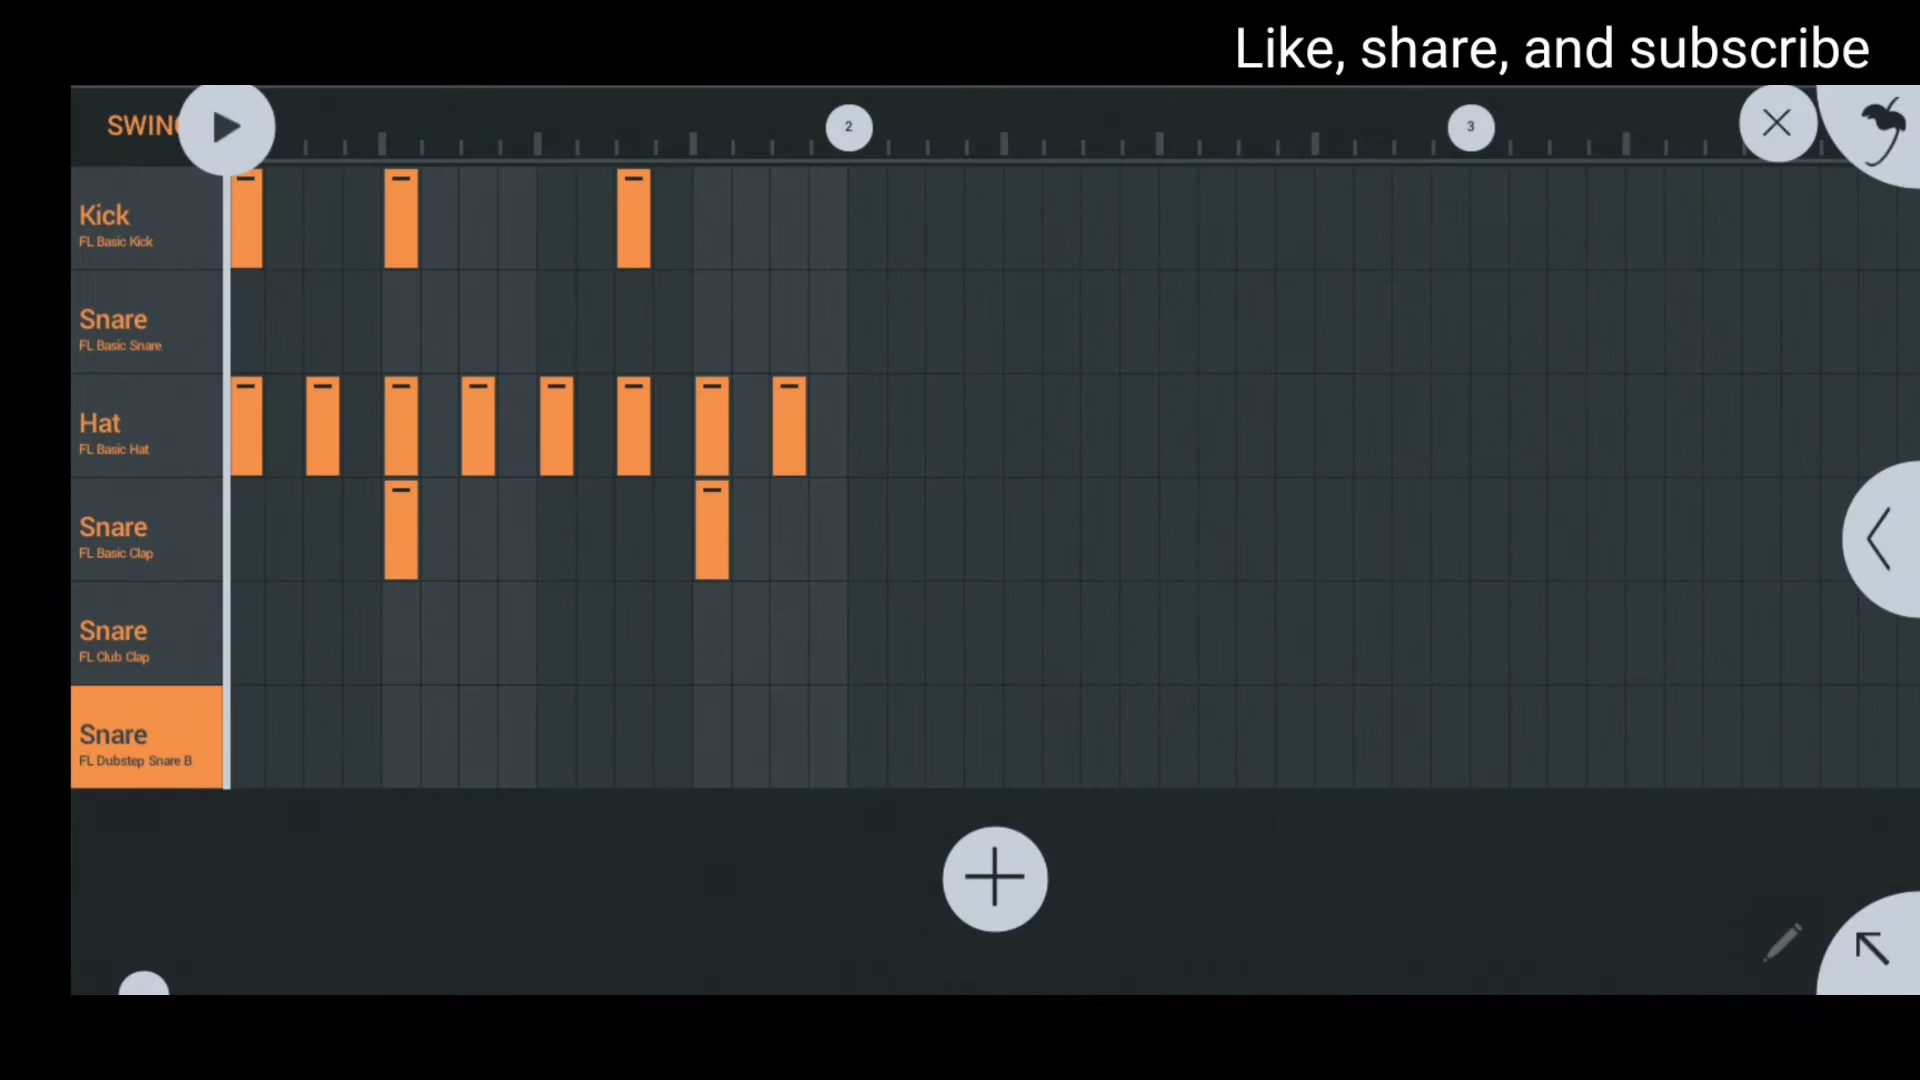 Like, share, and subscribe
SWIN
2
3
Kick
FL Basic Kick
Snare
FL Basic Snare
Hat
FL Basic Hat
Snare
FL Basic Clap
Snare
FL Club Clap
Snare
FL Dubstep Snare B